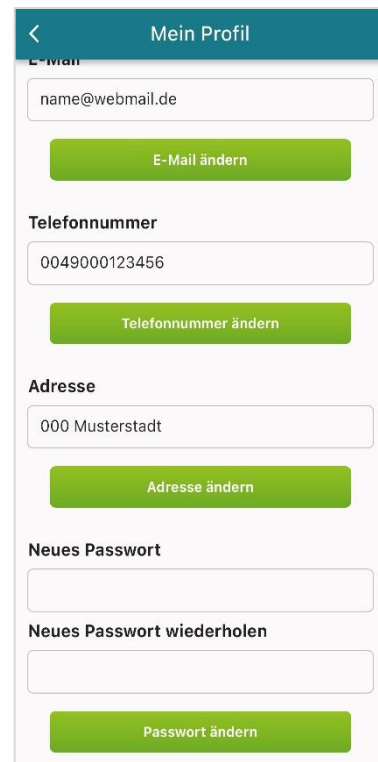 Mein Profil
E-Mail
name@webmail.de
E-Mail ändern
Telefonnummer
0049000123456
Telefonnummer ändern
Adresse
000 Musterstadt
Adresse ändern
Neues Passwort
Neues Passwort wiederholen
Passwort ändern